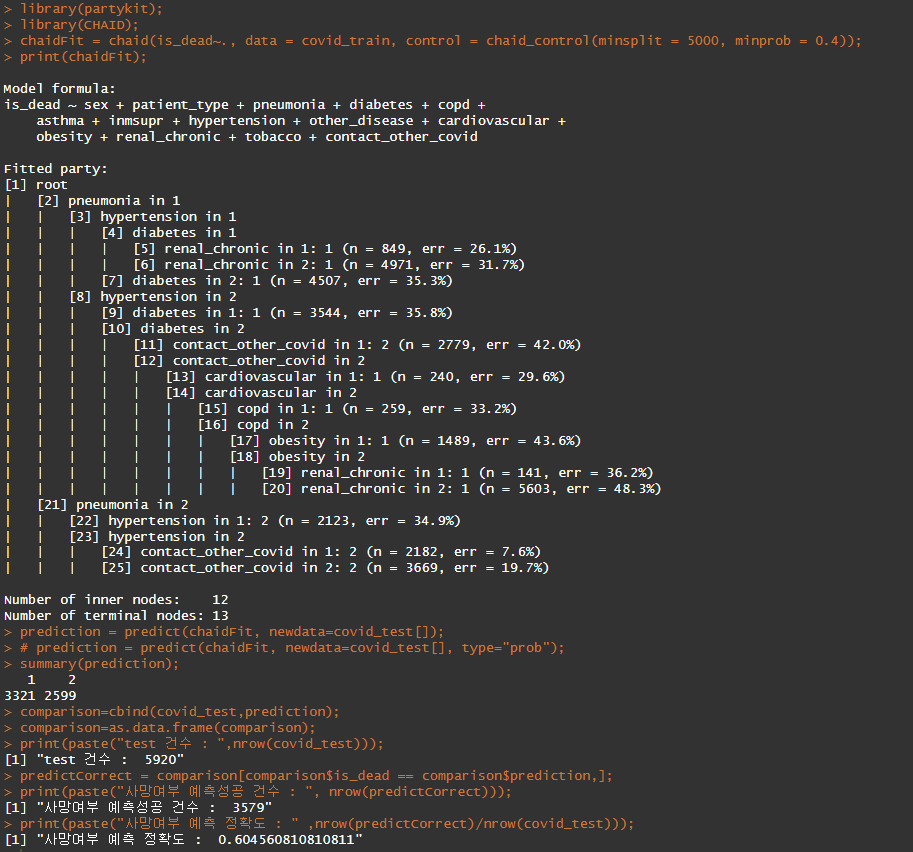 > library(partykit);
> library(CHAID);
> chaidFit = chaid(is_dead~., data = covid_train, control = chaid_control(minsplit = 5000, minprob = 0.4));
> print(chaidFit);

Model formula:
is_dead ~ sex + patient_type + pneumonia + diabetes + copd +
    asthma + inmsupr + hypertension + other_disease + cardiovascular +
    obesity + renal_chronic + tobacco + contact_other_covid

Fitted party:
[1] root
|   [2] pneumonia in 1
|   |   [3] hypertension in 1
|   |   |   [4] diabetes in 1
|   |   |   |   [5] renal_chronic in 1: 1 (n = 849, err = 26.1%)
|   |   |   |   [6] renal_chronic in 2: 1 (n = 4971, err = 31.7%)
|   |   |   [7] diabetes in 2: 1 (n = 4507, err = 35.3%)
|   |   [8] hypertension in 2
|   |   |   [9] diabetes in 1: 1 (n = 3544, err = 35.8%)
|   |   |   [10] diabetes in 2
|   |   |   |   [11] contact_other_covid in 1: 2 (n = 2779, err = 42.0%)
|   |   |   |   [12] contact_other_covid in 2
|   |   |   |   |   [13] cardiovascular in 1: 1 (n = 240, err = 29.6%)
|   |   |   |   |   [14] cardiovascular in 2
|   |   |   |   |   |   [15] copd in 1: 1 (n = 259, err = 33.2%)
|   |   |   |   |   |   [16] copd in 2
|   |   |   |   |   |   |   [17] obesity in 1: 1 (n = 1489, err = 43.6%)
|   |   |   |   |   |   |   [18] obesity in 2
|   |   |   |   |   |   |   |   [19] renal_chronic in 1: 1 (n = 141, err = 36.2%)
|   |   |   |   |   |   |   |   [20] renal_chronic in 2: 1 (n = 5603, err = 48.3%)
|   [21] pneumonia in 2
|   |   [22] hypertension in 1: 2 (n = 2123, err = 34.9%)
|   |   [23] hypertension in 2
|   |   |   [24] contact_other_covid in 1: 2 (n = 2182, err = 7.6%)
|   |   |   [25] contact_other_covid in 2: 2 (n = 3669, err = 19.7%)

Number of inner nodes:    12
Number of terminal nodes: 13
> prediction = predict(chaidFit, newdata=covid_test[]);
> # prediction = predict(chaidFit, newdata=covid_test[], type="prob");
> summary(prediction);
   1    2
3321 2599
> comparison=cbind(covid_test,prediction);
> comparison=as.data.frame(comparison);
> print(paste("test 건수 : ",nrow(covid_test)));
[1] "test 건수 :  5920"
> predictCorrect = comparison[comparison$is_dead == comparison$prediction,];
> print(paste("사망여부 예측성공 건수 : ", nrow(predictCorrect)));
[1] "사망여부 예측성공 건수 :  3579"
> print(paste("사망여부 예측 정확도 : " ,nrow(predictCorrect)/nrow(covid_test)));
[1] "사망여부 예측 정확도 :  0.604560810810811"